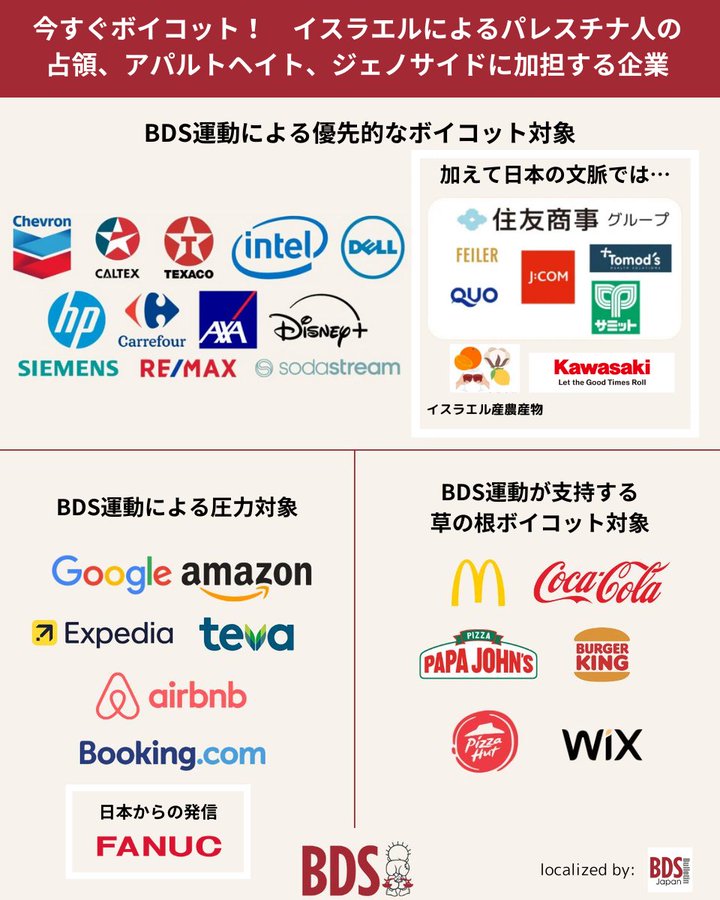 今すぐボイコット！　イスラエルによるパレスチナ人の
占領、アパルトヘイト、ジェノサイドに加担する企業
BDS運動による優先的なボイコット対象
加えて日本の文脈では…
Chevron
CALTEX
TEXACO
intel
DELL
hp
Carrefour
AXA
Disney+
SIEMENS
RE/MAX
sodastream
住友商事 グループ
FEILER
J:COM
+Tomod's
HEALTH SOLUTIONS
QUO
サミット
Kawasaki
Let the Good Times Roll
イスラエル産農産物
BDS運動による圧力対象
Google amazon
Expedia teva
airbnb
Booking.com
日本からの発信
FANUC
BDS運動が支持する
草の根ボイコット対象
Coca-Cola
PIZZA
PAPA JOHN'S
BURGER
KING
Pizza
Hut
WiX
BDS
localized by:
BDS
Japan
Bulletin